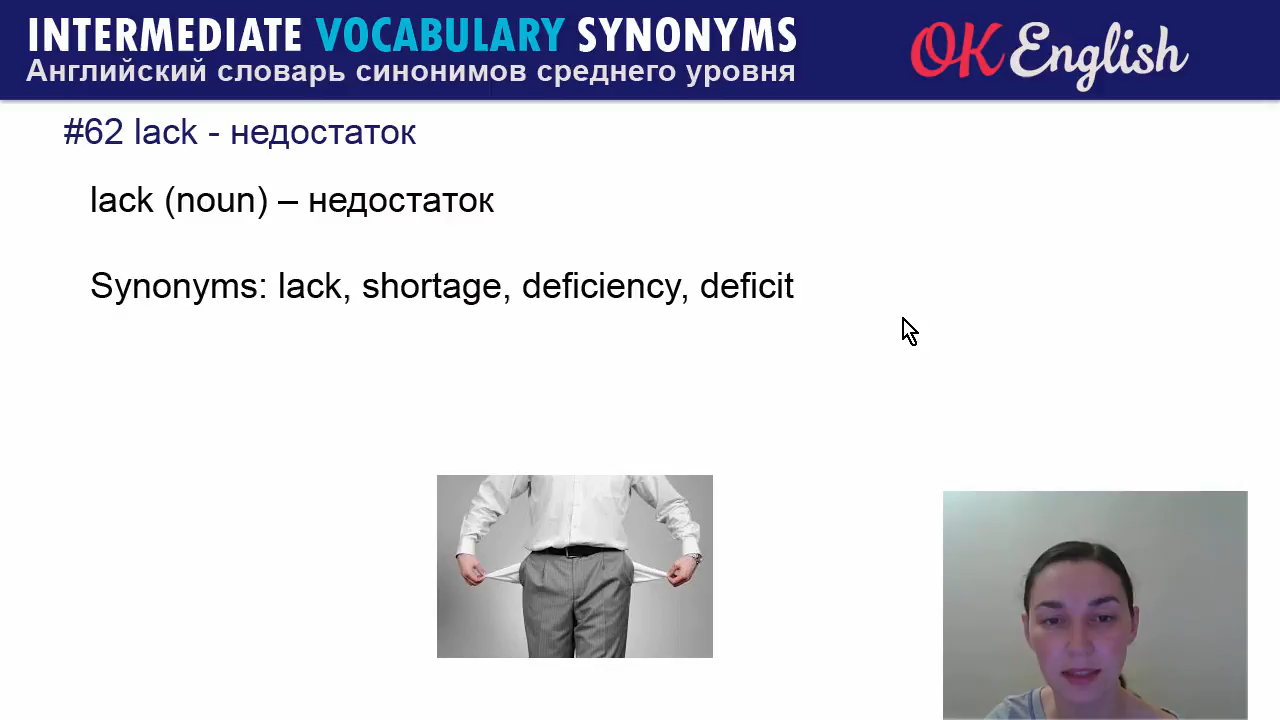 INTERMEDIATE VOCABULARY SYNONYMS
Английский словарь синонимов среднего уровня
OK English
#62 lack - недостаток
lack (noun) – недостаток
Synonyms: lack, shortage, deficiency, deficit